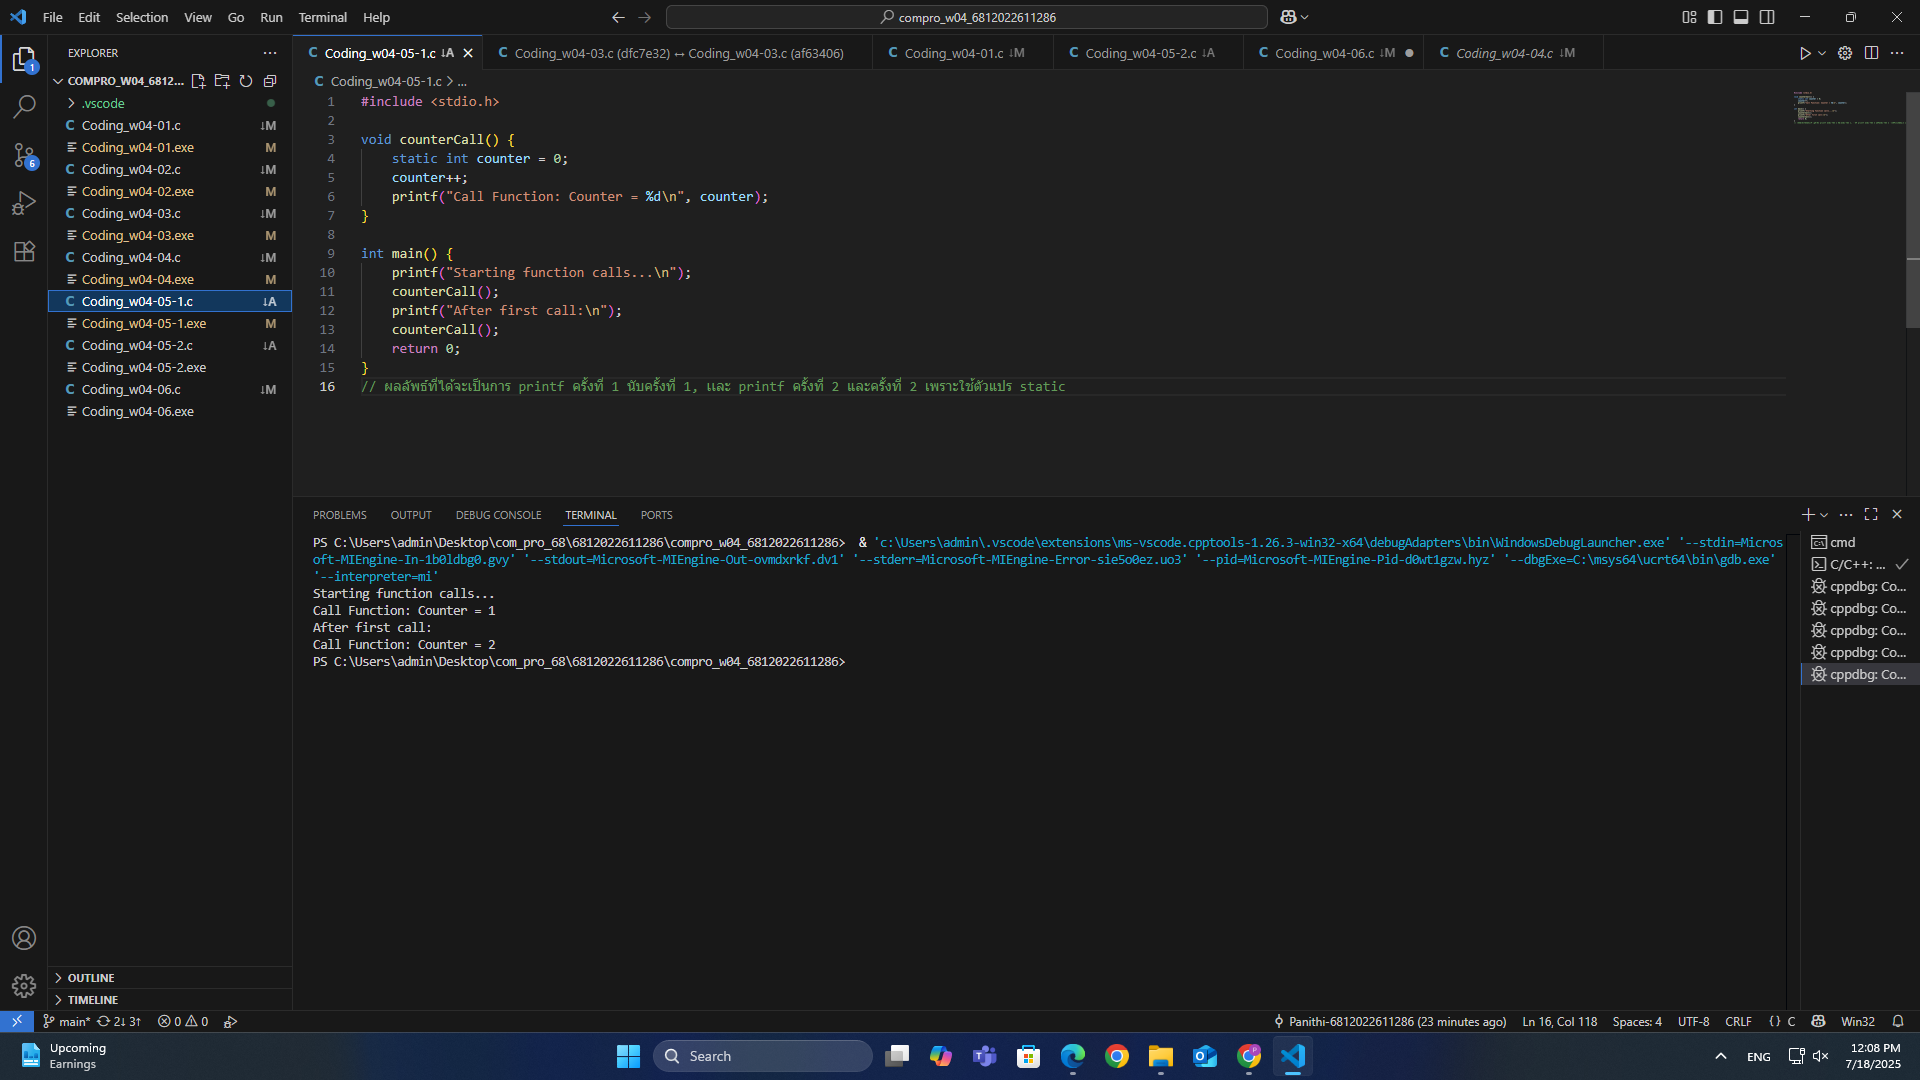 File Edit Selection View Go Run Terminal Help
compro_w04_6812022611286
EXPLORER
COMPRO_W04_6812...
.vscode
Coding_w04-01.c ↓M
Coding_w04-01.exe M
Coding_w04-02.c ↓M
Coding_w04-02.exe M
Coding_w04-03.c ↓M
Coding_w04-03.exe M
Coding_w04-04.c ↓M
Coding_w04-04.exe M
Coding_w04-05-1.c ↓A
Coding_w04-05-1.exe M
Coding_w04-05-2.c ↓A
Coding_w04-05-2.exe
Coding_w04-06.c ↓M
Coding_w04-06.exe
OUTLINE
TIMELINE
Coding_w04-05-1.c ↓A
Coding_w04-03.c (dfc7e32) ↔ Coding_w04-03.c (af63406)
Coding_w04-01.c ↓M
Coding_w04-05-2.c ↓A
Coding_w04-06.c ↓M
Coding_w04-04.c ↓M
C Coding_w04-05-1.c > ...
1 #include <stdio.h>
2
3 void counterCall() {
4 static int counter = 0;
5 counter++;
6 printf("Call Function: Counter = %d\n", counter);
7 }
8
9 int main() {
10 printf("Starting function calls...\n");
11 counterCall();
12 printf("After first call:\n");
13 counterCall();
14 return 0;
15 }
16 // ผลลัพธ์ที่ได้จะเป็นการ printf ครั้งที่ 1 นับครั้งที่ 1, และ printf ครั้งที่ 2 และครั้งที่ 2 เพราะใช้ตัวแปร static
PROBLEMS OUTPUT DEBUG CONSOLE TERMINAL PORTS
PS C:\Users\admin\Desktop\com_pro_68\6812022611286\compro_w04_6812022611286> & 'c:\Users\admin\.vscode\extensions\ms-vscode.cpptools-1.26.3-win32-x64\debugAdapters\bin\WindowsDebugLauncher.exe' '--stdin=Micros
oft-MIEngine-In-1b0ldbg0.gvy' '--stdout=Microsoft-MIEngine-Out-ovmdxrkf.dv1' '--stderr=Microsoft-MIEngine-Error-sie5o0ez.uo3' '--pid=Microsoft-MIEngine-Pid-d0wt1gzw.hyz' '--dbgExe=C:\msys64\ucrt64\bin\gdb.exe'
'--interpreter=mi'
Starting function calls...
Call Function: Counter = 1
After first call:
Call Function: Counter = 2
PS C:\Users\admin\Desktop\com_pro_68\6812022611286\compro_w04_6812022611286>
cmd
C/C++: ...
cppdbg: Co...
cppdbg: Co...
cppdbg: Co...
cppdbg: Co...
cppdbg: Co...
1
6
main* 2↓ 3↑ 0 0
Panithi-6812022611286 (23 minutes ago) Ln 16, Col 118 Spaces: 4 UTF-8 CRLF {} C Win32
Upcoming
Earnings
Search
ENG
12:08 PM
7/18/2025